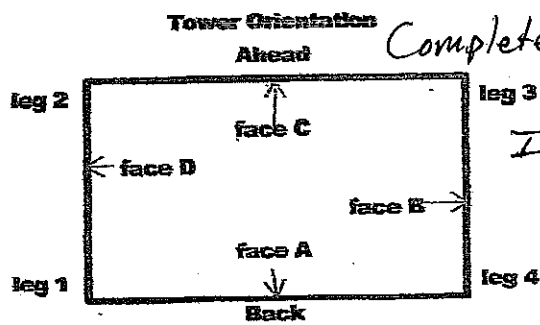 Tower Orientation
Complete
Ahead
leg 2
leg 3
face C
face D
face B
face A
leg 1
leg 4
Back